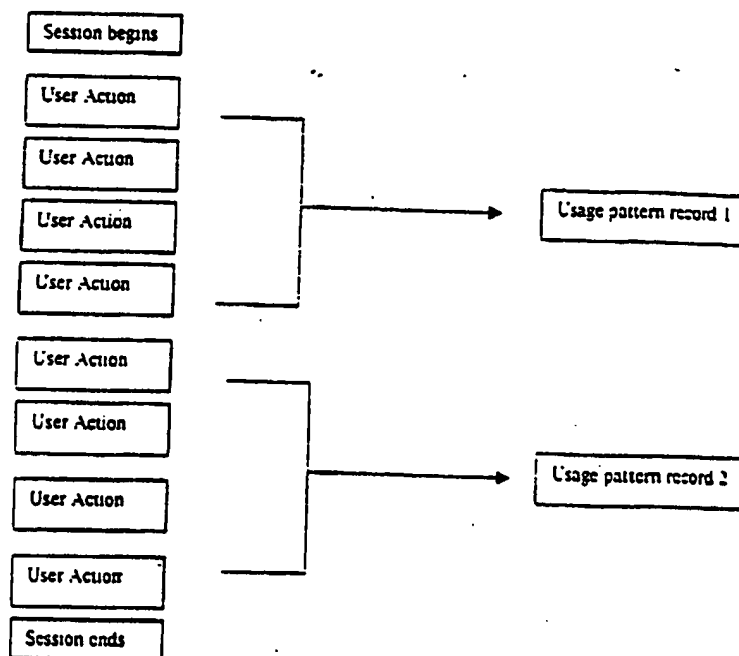 Session begins
User Action
User Action
User Action
User Action
Usage pattern record 1
User Action
User Action
User Action
User Action
Usage pattern record 2
Session ends